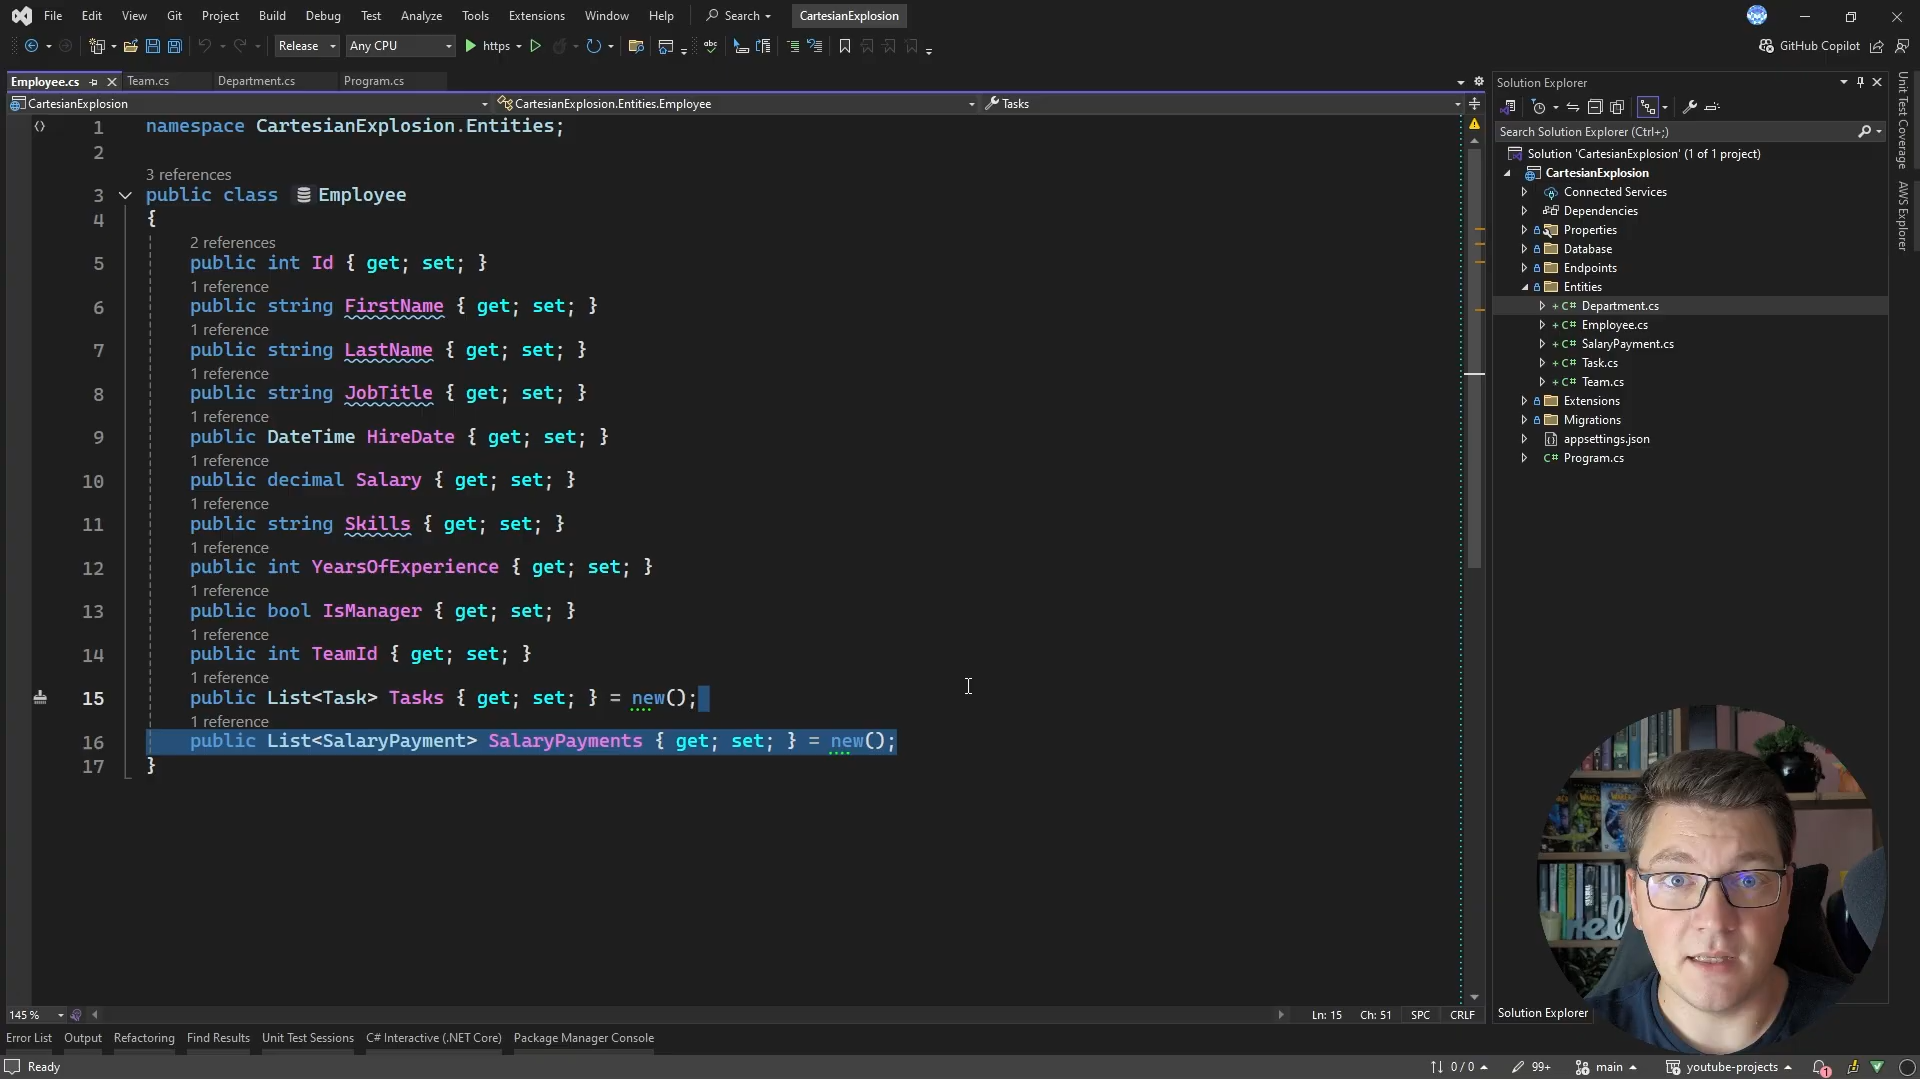 File Edit View Git Project Build Debug Test Analyze Tools Extensions Window Help Search CartesianExplosion
Release Any CPU https GitHub Copilot
Employee.cs Team.cs Department.cs Program.cs
CartesianExplosion CartesianExplosion.Entities.Employee Tasks
1 namespace CartesianExplosion.Entities;
2
3 references
3 public class Employee
4 {
2 references
5 public int Id { get; set; }
1 reference
6 public string FirstName { get; set; }
1 reference
7 public string LastName { get; set; }
1 reference
8 public string JobTitle { get; set; }
1 reference
9 public DateTime HireDate { get; set; }
1 reference
10 public decimal Salary { get; set; }
1 reference
11 public string Skills { get; set; }
1 reference
12 public int YearsOfExperience { get; set; }
1 reference
13 public bool IsManager { get; set; }
1 reference
14 public int TeamId { get; set; }
1 reference
15 public List<Task> Tasks { get; set; } = new();
1 reference
16 public List<SalaryPayment> SalaryPayments { get; set; } = new();
17 }
145 % Ln: 15 Ch: 51 SPC CRLF
Solution Explorer
Search Solution Explorer (Ctrl+;)
Solution 'CartesianExplosion' (1 of 1 project)
CartesianExplosion
Connected Services
Dependencies
Properties
Database
Endpoints
Entities
C# Department.cs
C# Employee.cs
C# SalaryPayment.cs
C# Task.cs
C# Team.cs
Extensions
Migrations
appsettings.json
C# Program.cs
Solution Explorer
Unit Test Coverage
AWS Explorer
Error List Output Refactoring Find Results Unit Test Sessions C# Interactive (.NET Core) Package Manager Console
Ready 0 / 0 99+ main youtube-projects 1